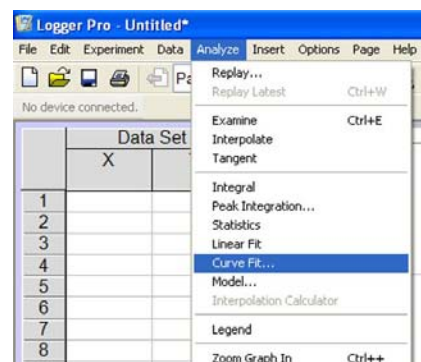 Logger Pro - Untitled*
File Edit Experiment Data Analyze Insert Options Page Help
No device connected.
Data Set
X
1
2
3
4
5
6
7
8
Replay...
Replay Latest Ctrl+W
Examine Ctrl+E
Interpolate
Tangent
Integral
Peak Integration...
Statistics
Linear Fit
Curve Fit...
Model...
Interpolation Calculator
Legend
Zoom Graph In Ctrl++